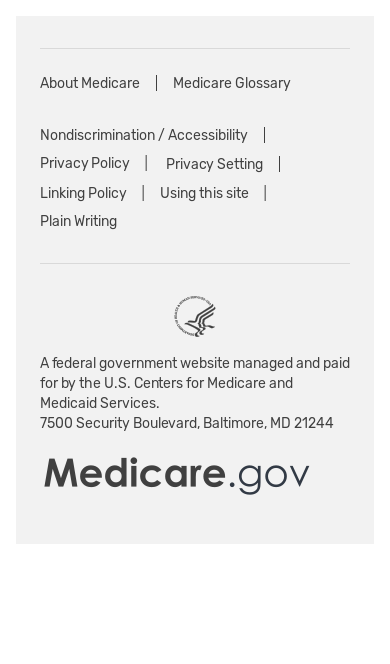 About Medicare | Medicare Glossary
Nondiscrimination / Accessibility |
Privacy Policy | Privacy Setting |
Linking Policy | Using this site |
Plain Writing
A federal government website managed and paid
for by the U.S. Centers for Medicare and
Medicaid Services.
7500 Security Boulevard, Baltimore, MD 21244
Medicare.gov